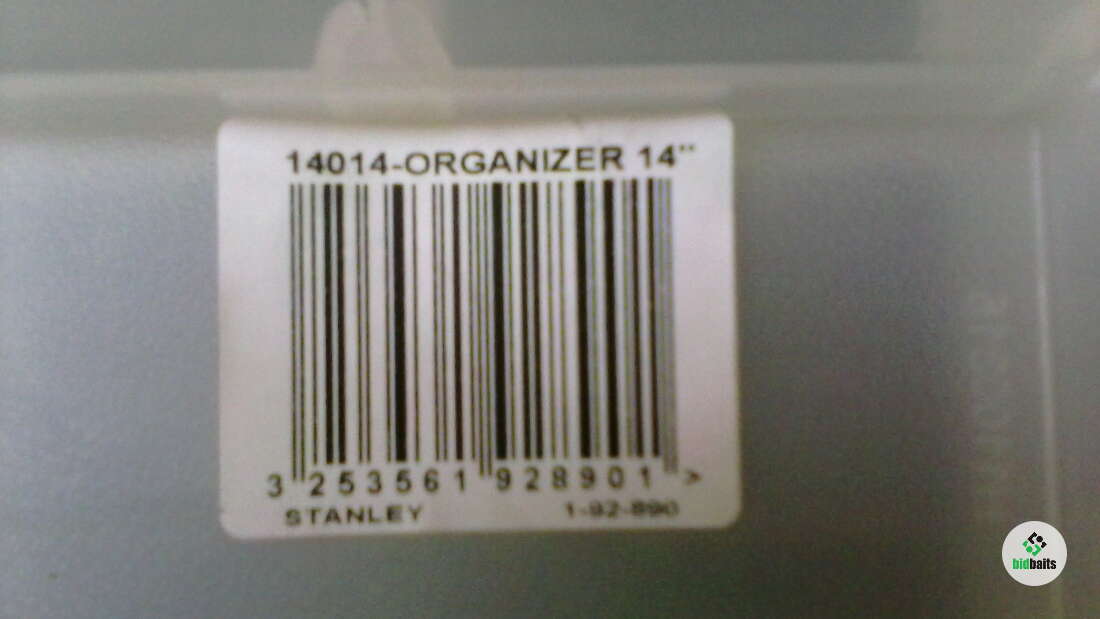 14014-ORGANIZER 14"
3 253561 928901 >
STANLEY 1-92-890
bidbaits